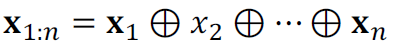 𝐱₁:ₙ = 𝐱₁ ⊕ 𝑥₂ ⊕ ⋯ ⊕ 𝐱ₙ